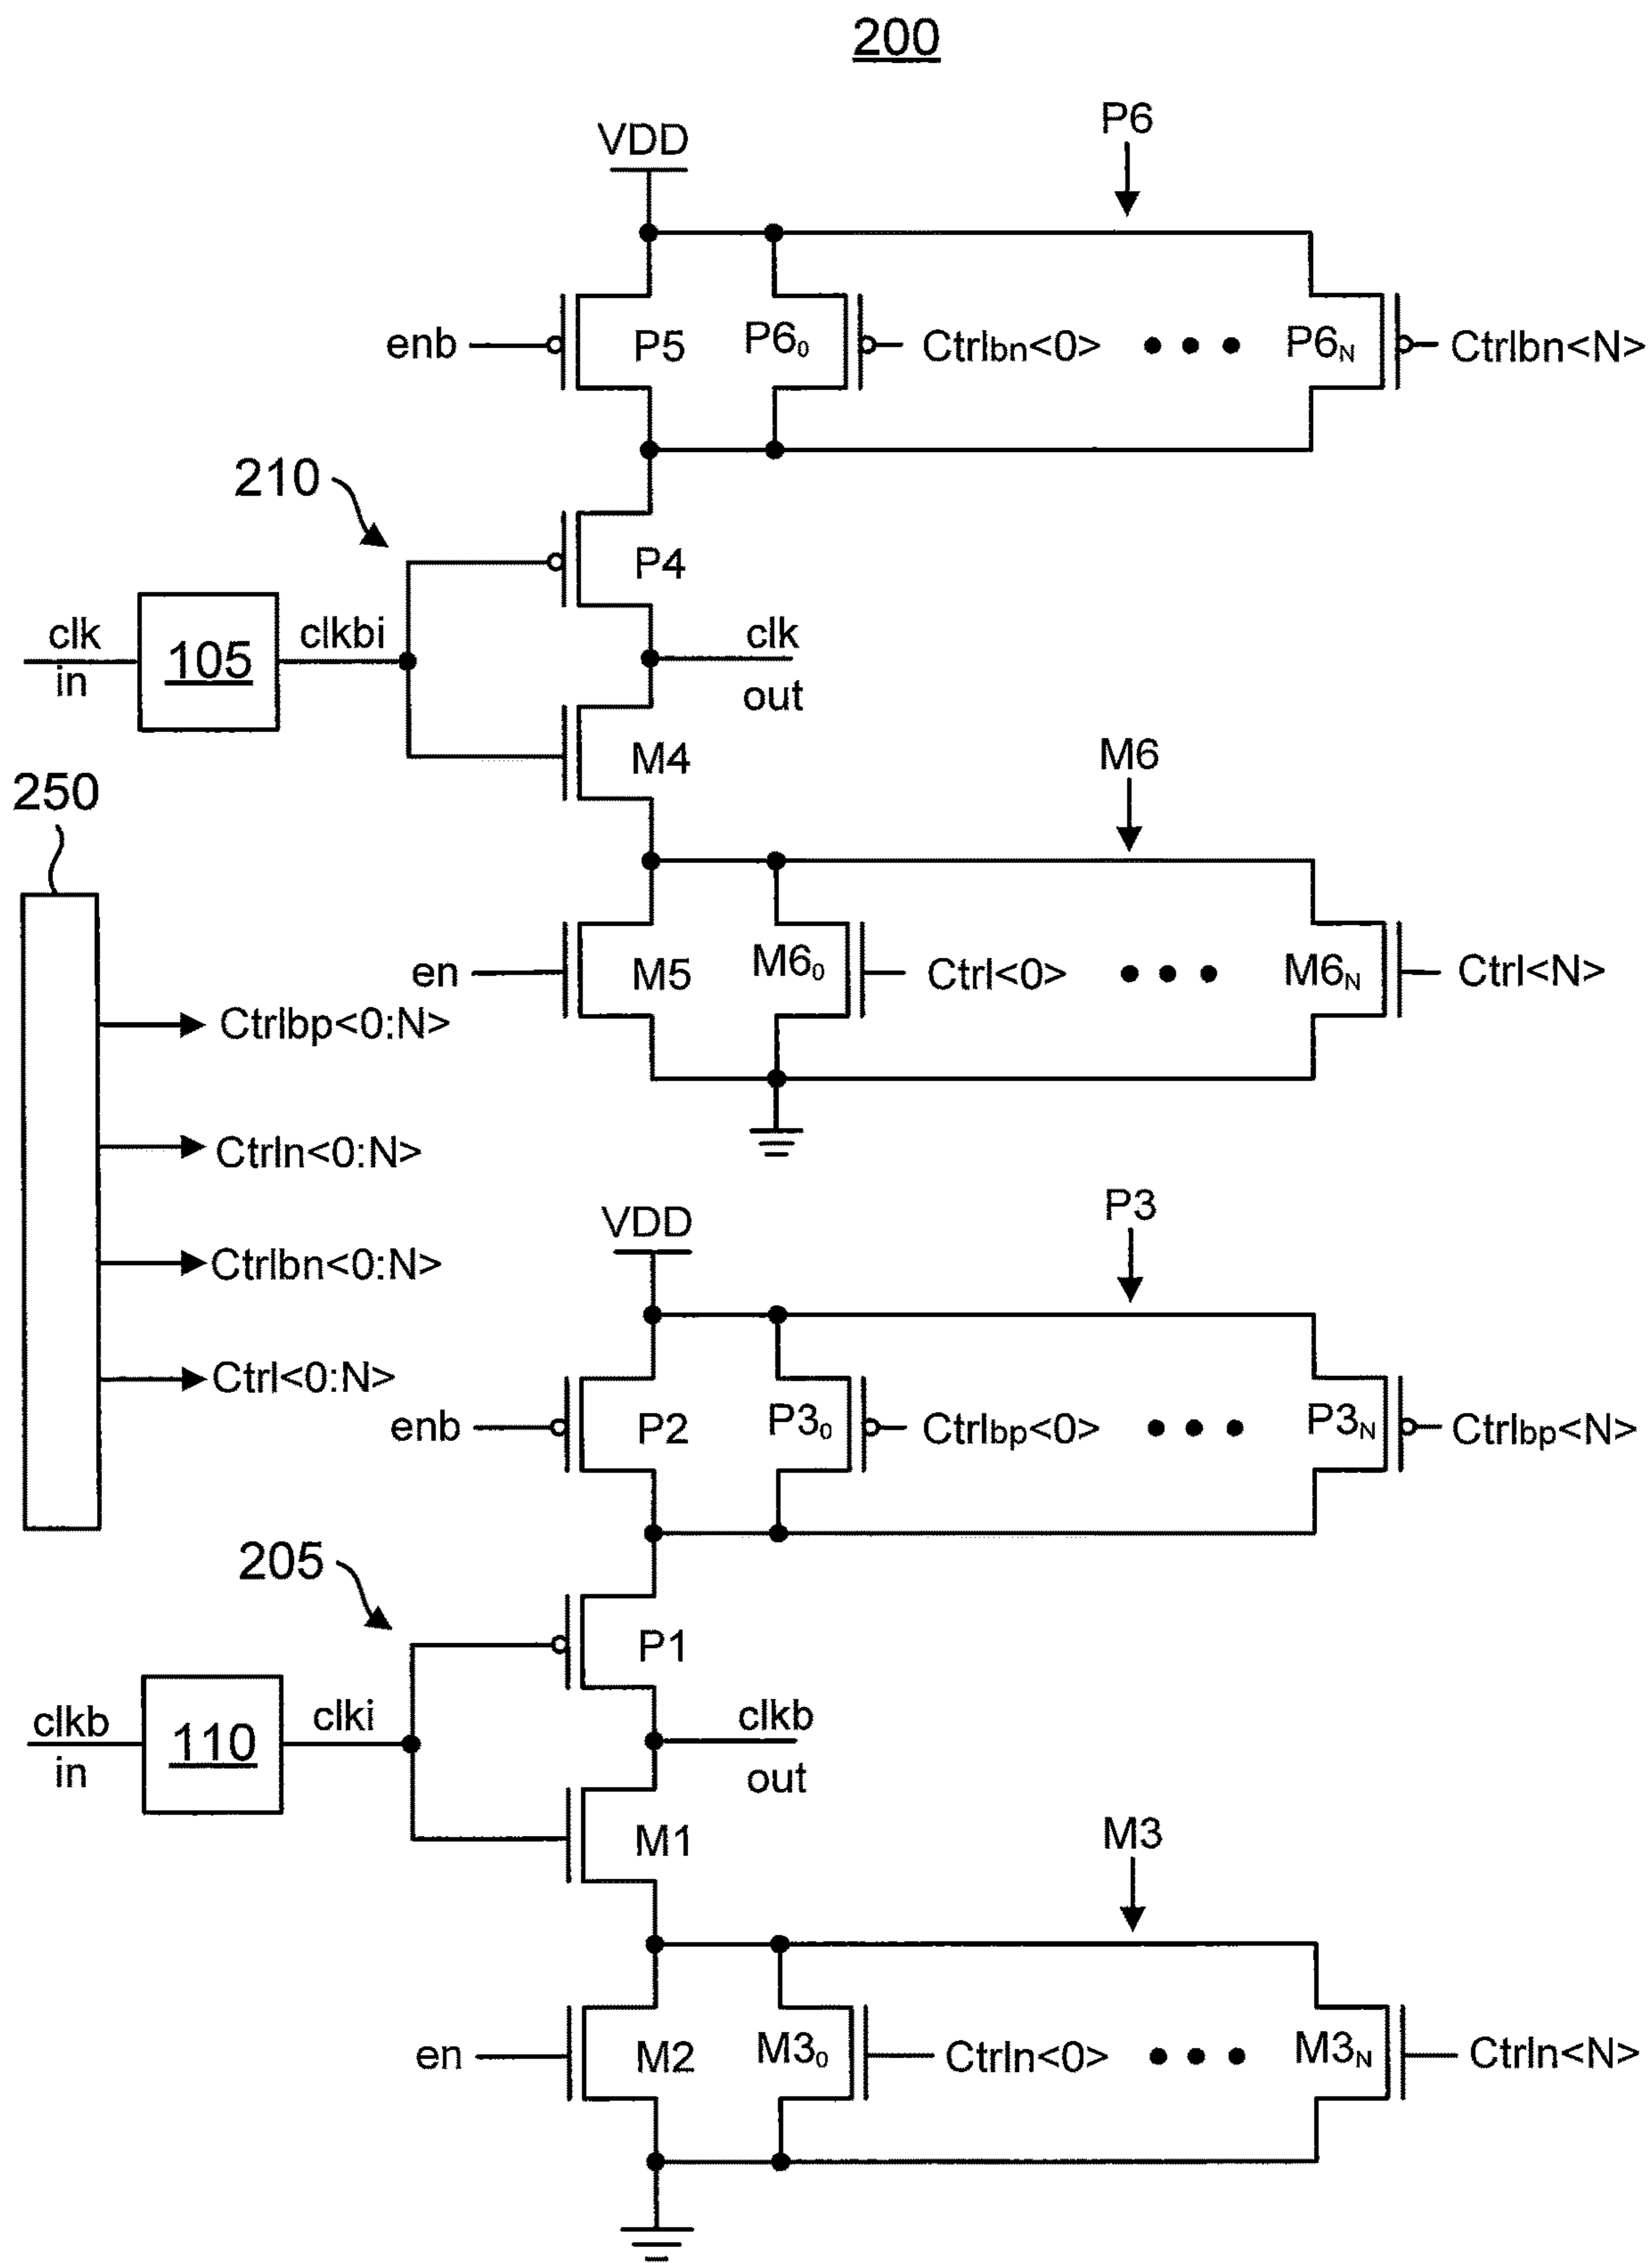 200
P6
VDD
enb
P5
P60
Ctrlbn<0>
P6N
Ctrlbn<N>
210
P4
clk
in
105
clkbi
clk
out
M4
M6
250
en
M5
M60
Ctrl<0>
M6N
Ctrl<N>
Ctrlbp<0:N>
Ctrln<0:N>
Ctrlbn<0:N>
Ctrl<0:N>
P3
VDD
enb
P2
P30
Ctrlbp<0>
P3N
Ctrlbp<N>
205
P1
clkb
in
110
clki
clkb
out
M1
M3
en
M2
M30
Ctrln<0>
M3N
Ctrln<N>